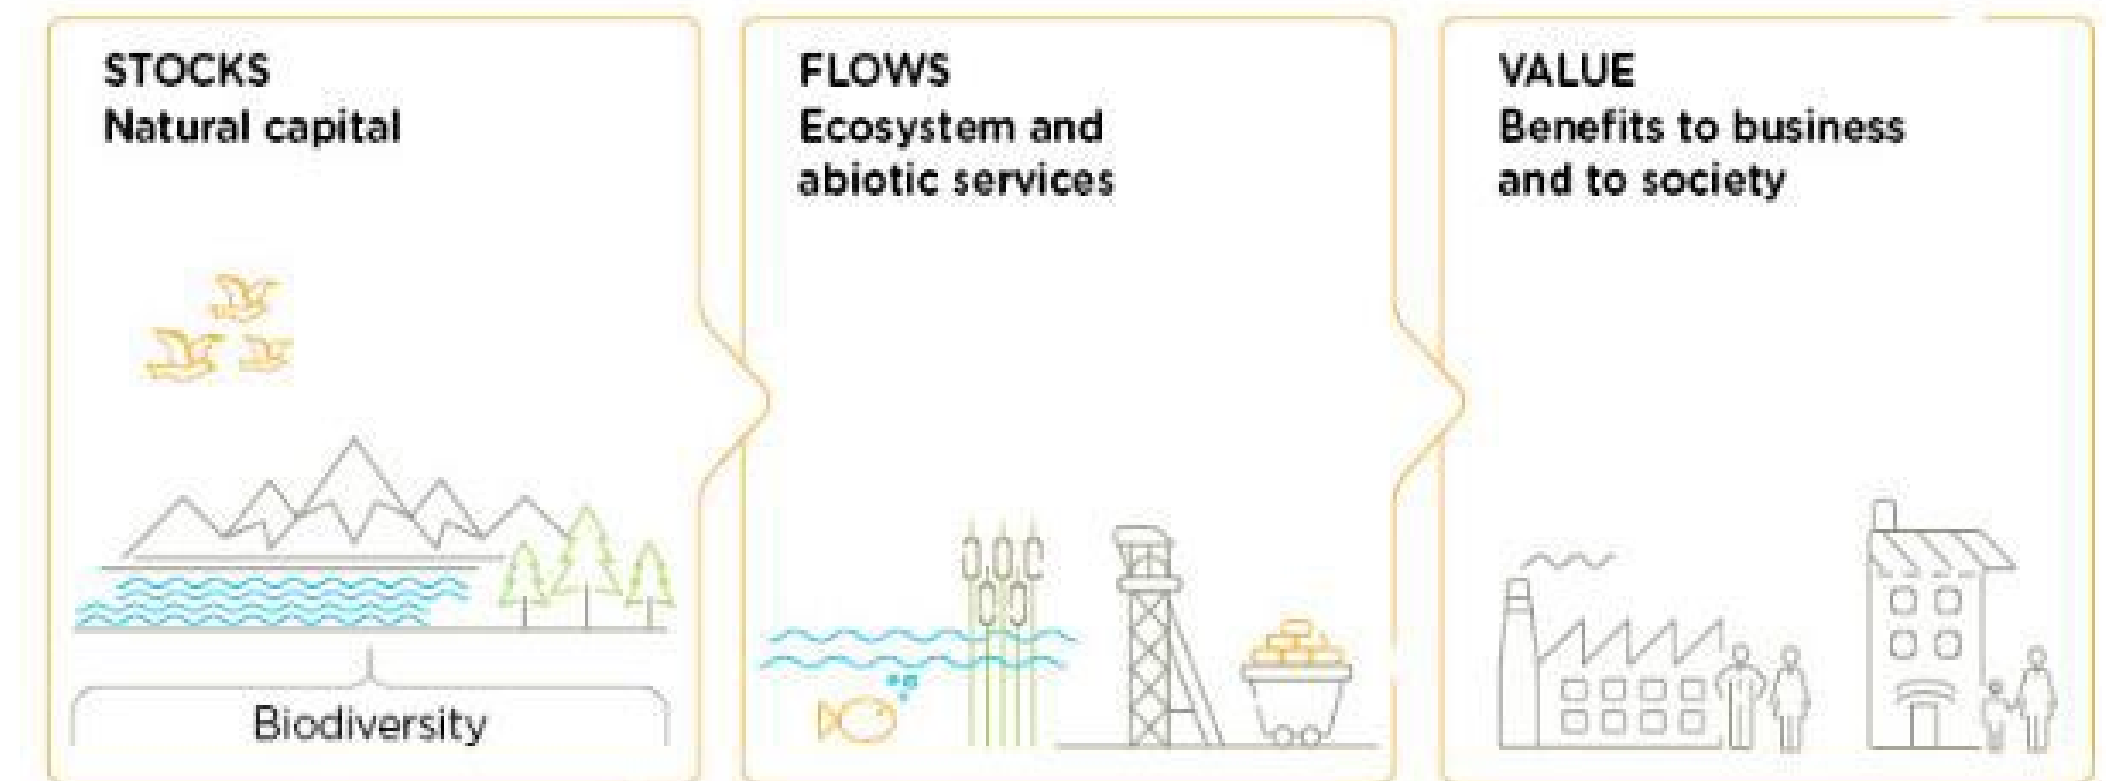 STOCKS
Natural capital
Biodiversity
FLOWS
Ecosystem and
abiotic services
VALUE
Benefits to business
and to society